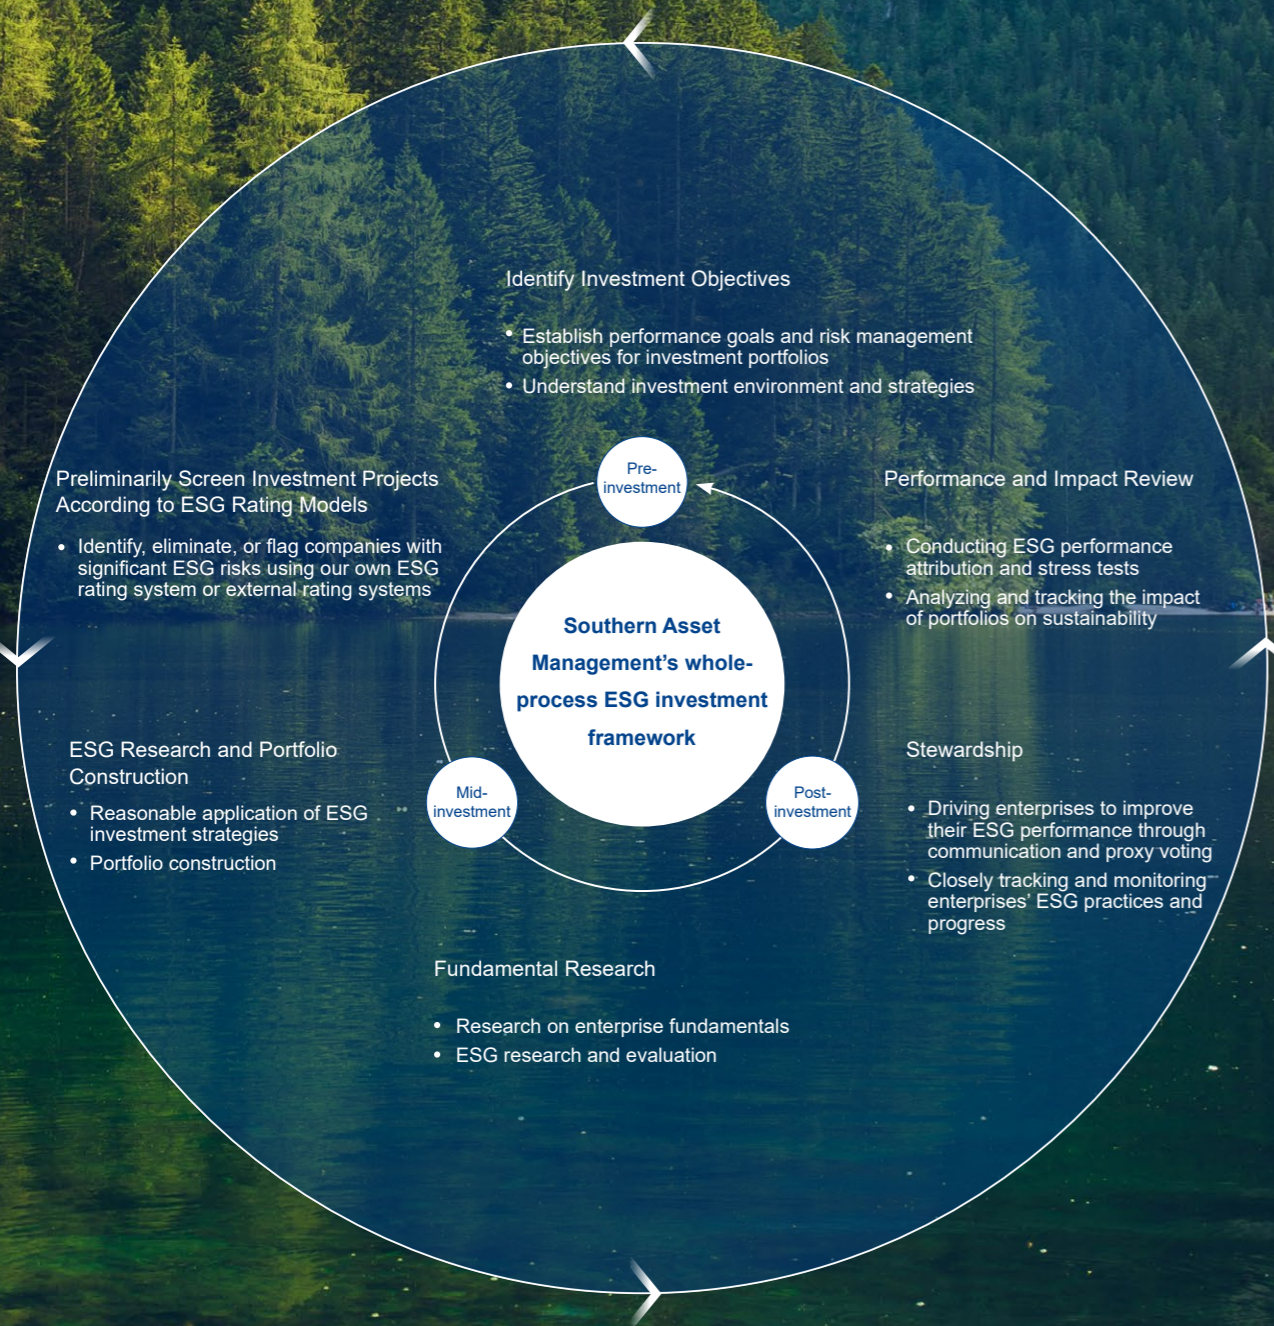 Identify Investment Objectives
• Establish performance goals and risk management
objectives for investment portfolios
• Understand investment environment and strategies
Preliminarily Screen Investment Projects
According to ESG Rating Models
• Identify, eliminate, or flag companies with
significant ESG risks using our own ESG
rating system or external rating systems
Pre-
investment
Performance and Impact Review
• Conducting ESG performance
attribution and stress tests
• Analyzing and tracking the impact
of portfolios on sustainability
Southern Asset
Management’s whole-
process ESG investment
framework
ESG Research and Portfolio
Construction
• Reasonable application of ESG
investment strategies
• Portfolio construction
Mid-
investment
Post-
investment
Stewardship
• Driving enterprises to improve
their ESG performance through
communication and proxy voting
• Closely tracking and monitoring
enterprises’ ESG practices and
progress
Fundamental Research
• Research on enterprise fundamentals
• ESG research and evaluation